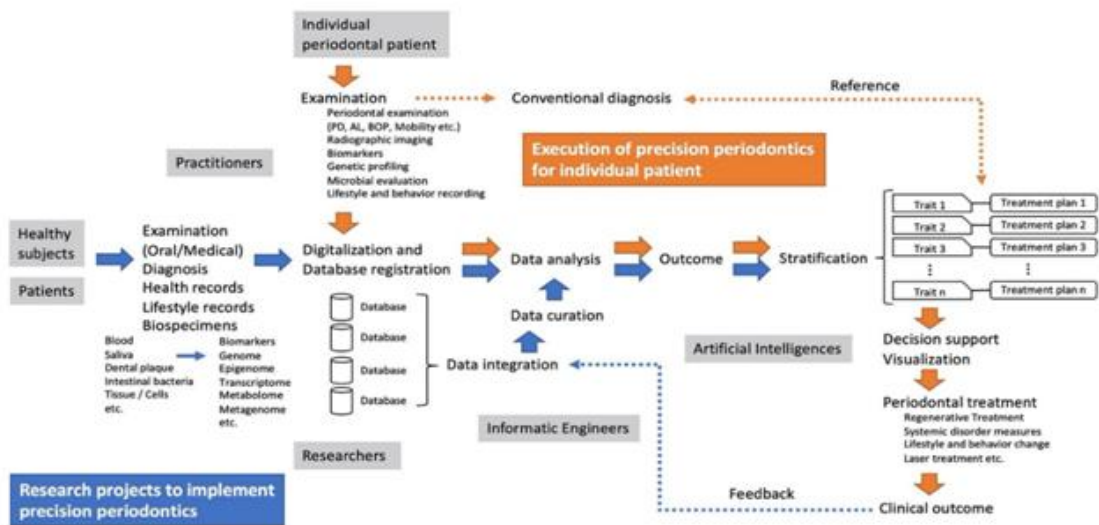 Individual
periodontal patient
Examination
Periodontal examination
(PD, AL, BOP, Mobility etc.)
Radiographic imaging
Biomarkers
Genetic profiling
Microbial evaluation
Lifestyle and behavior recording
Conventional diagnosis
Reference
Execution of precision periodontics
for individual patient
Practitioners
Healthy
subjects
Patients
Examination
(Oral/Medical)
Diagnosis
Health records
Lifestyle records
Biospecimens
Blood
Saliva
Dental plaque
Intestinal bacteria
Tissue / Cells
etc.
Biomarkers
Genome
Epigenome
Transcriptome
Metabolome
Metagenome
etc.
Digitalization and
Database registration
Database
Database
Database
Database
Data integration
Data curation
Data analysis
Outcome
Stratification
Trait 1
Treatment plan 1
Trait 2
Treatment plan 2
Trait 3
Treatment plan 3
⋮
⋮
Trait n
Treatment plan n
Artificial Intelligences
Decision support
Visualization
Periodontal treatment
Regenerative Treatment
Systemic disorder measures
Lifestyle and behavior change
Laser treatment etc.
Informatic Engineers
Researchers
Feedback
Clinical outcome
Research projects to implement
precision periodontics